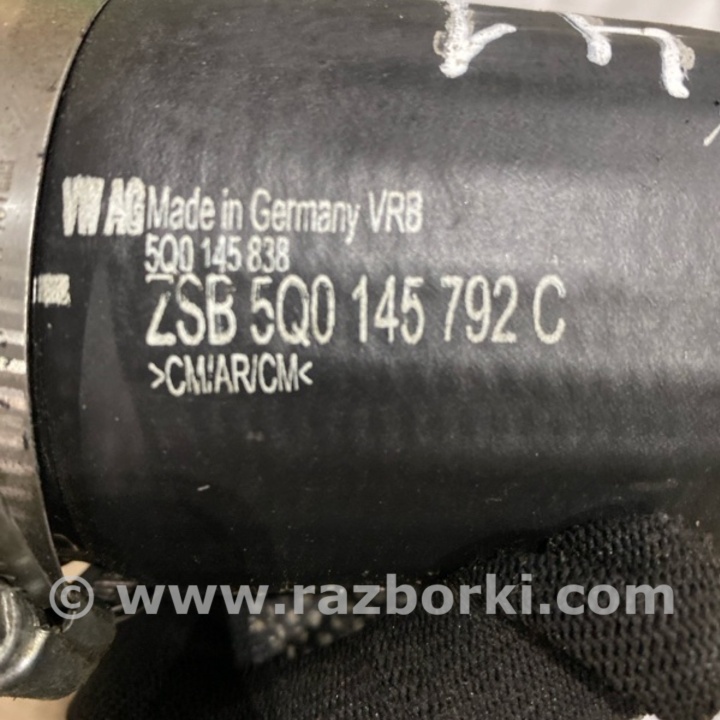 VW AG Made in Germany VRB
5Q0 145 838
ZSB 5Q0 145 792 C
>CM/AR/CM<
© www.razborki.com